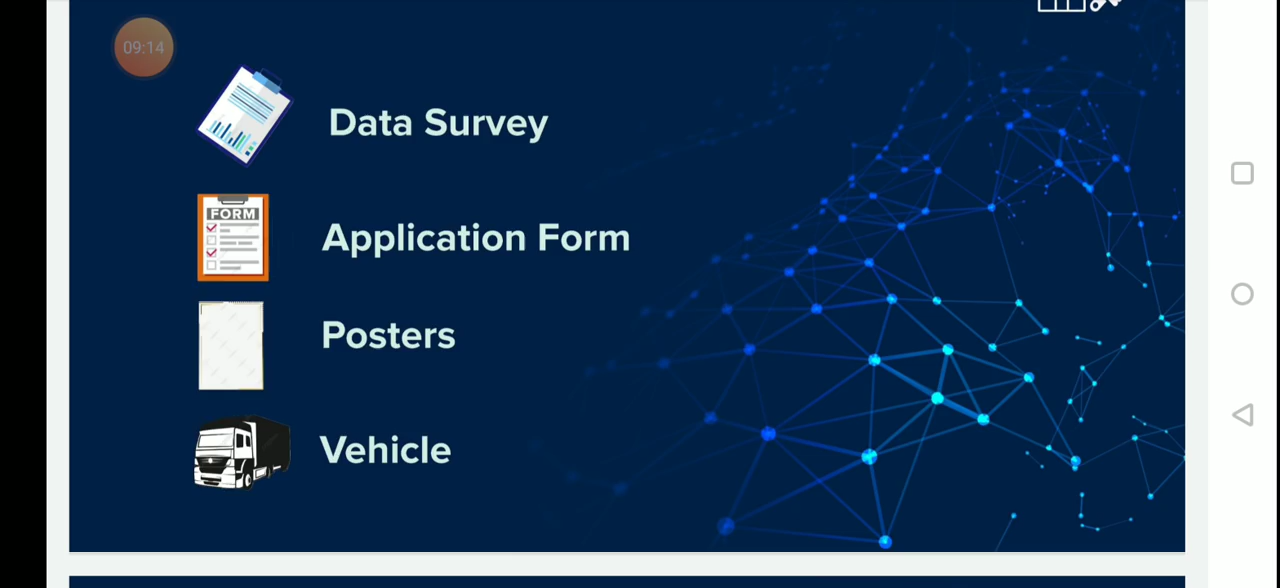 09:14
Data Survey
FORM
Application Form
Posters
Vehicle